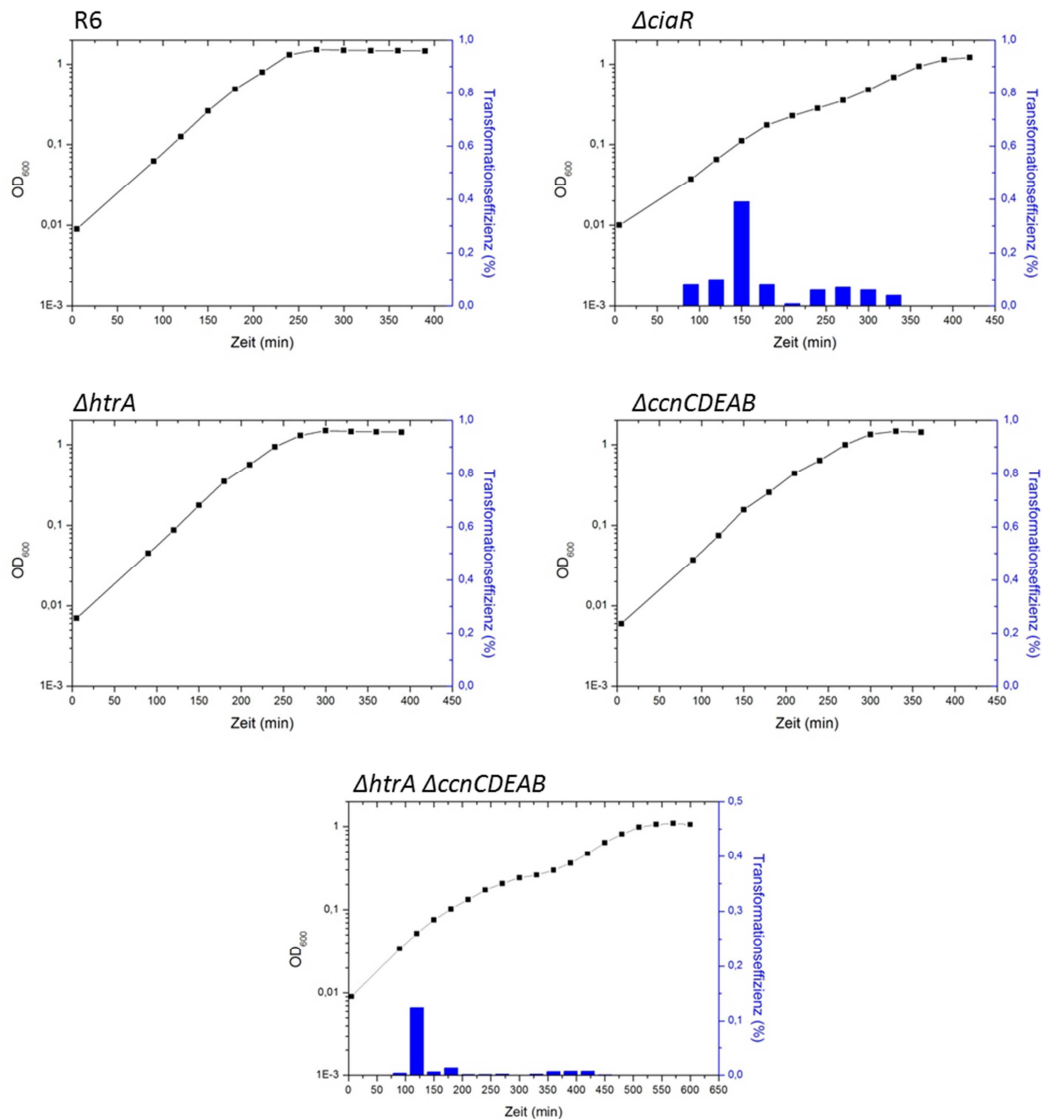 R6
1
0,1
0,01
1E-3
OD600
0 50 100 150 200 250 300 350 400
Zeit (min)
1,0
0,8
0,6
0,4
0,2
0,0
Transformationseffizienz (%)
ΔciaR
1
0,1
0,01
1E-3
OD600
0 50 100 150 200 250 300 350 400 450
Zeit (min)
1,0
0,8
0,6
0,4
0,2
0,0
Transformationseffizienz (%)
ΔhtrA
1
0,1
0,01
1E-3
OD600
0 50 100 150 200 250 300 350 400 450
Zeit (min)
1,0
0,8
0,6
0,4
0,2
0,0
Transformationseffizienz (%)
ΔccnCDEAB
1
0,1
0,01
1E-3
OD600
0 50 100 150 200 250 300 350 400 450
Zeit (min)
1,0
0,8
0,6
0,4
0,2
0,0
Transformationseffizienz (%)
ΔhtrA ΔccnCDEAB
1
0,1
0,01
1E-3
OD600
0 50 100 150 200 250 300 350 400 450 500 550 600 650
Zeit (min)
0,5
0,4
0,3
0,2
0,1
0,0
Transformationseffizienz (%)